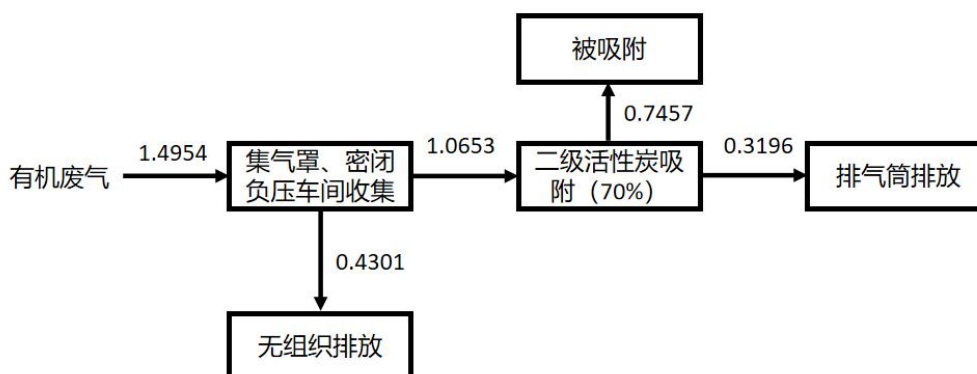 被吸附
0.7457
有机废气
1.4954
集气罩、密闭
负压车间收集
1.0653
二级活性炭吸
附（70%）
0.3196
排气筒排放
0.4301
无组织排放